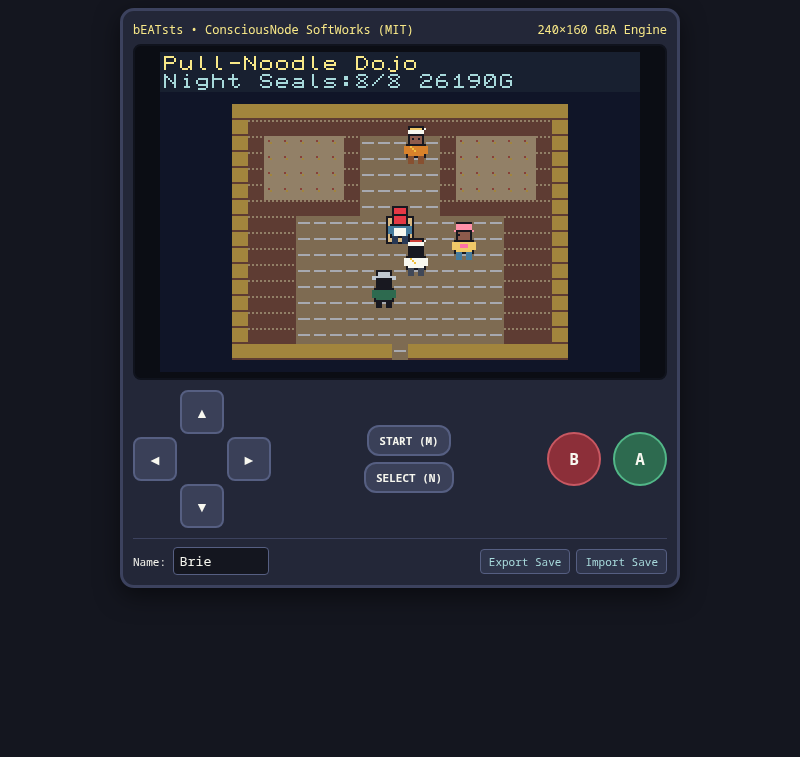 bEATsts • ConsciousNode SoftWorks (MIT)
240×160 GBA Engine
Pull-Noodle Dojo
Night Seals:8/8 26190G
▲
◄
►
▼
START (M)
SELECT (N)
B
A
Name:
Brie
Export Save
Import Save